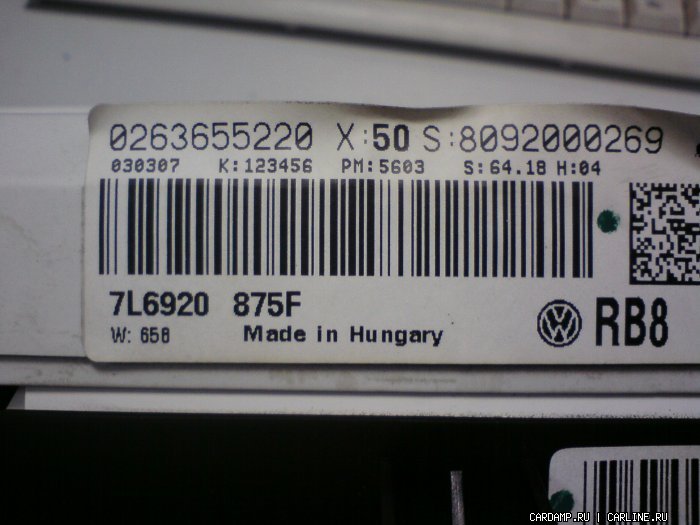 0263655220 X:50 S:8092000269
030307 K:123456 PM:5603 S:64.18 H:04
7L6920 875F
W: 658 Made in Hungary
RB8
CARDAMP.RU | CARLINE.RU